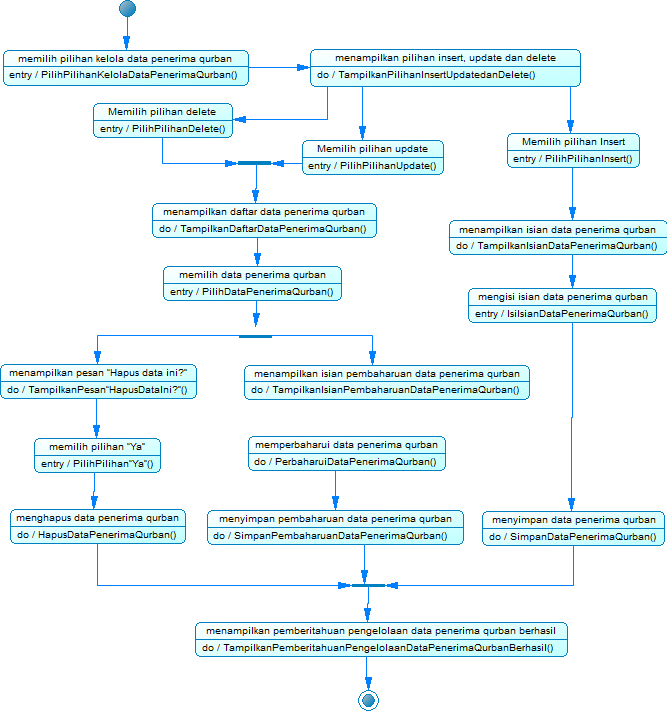 memilih pilihan kelola data penerima qurban
entry / PilihPilihanKelolaDataPenerimaQurban()
menampilkan pilihan insert, update dan delete
do / TampilkanPilihanInsertUpdatedanDelete()
Memilih pilihan delete
entry / PilihPilihanDelete()
Memilih pilihan update
entry / PilihPilihanUpdate()
Memilih pilihan Insert
entry / PilihPilihanInsert()
menampilkan daftar data penerima qurban
do / TampilkanDaftarDataPenerimaQurban()
menampilkan isian data penerima qurban
do / TampilkanIsianDataPenerimaQurban()
memilih data penerima qurban
entry / PilihDataPenerimaQurban()
mengisi isian data penerima qurban
entry / IsiIsianDataPenerimaQurban()
menampilkan pesan "Hapus data ini?"
do / TampilkanPesan"HapusDataIni?"()
menampilkan isian pembaharuan data penerima qurban
do / TampilkanIsianPembaharuanDataPenerimaQurban()
memilih pilihan "Ya"
entry / PilihPilihan"Ya"()
memperbaharui data penerima qurban
do / PerbaharuiDataPenerimaQurban()
menghapus data penerima qurban
do / HapusDataPenerimaQurban()
menyimpan pembaharuan data penerima qurban
do / SimpanPembaharuanDataPenerimaQurban()
menyimpan data penerima qurban
do / SimpanDataPenerimaQurban()
menampilkan pemberitahuan pengelolaan data penerima qurban berhasil
do / TampilkanPemberitahuanPengelolaanDataPenerimaQurbanBerhasil()